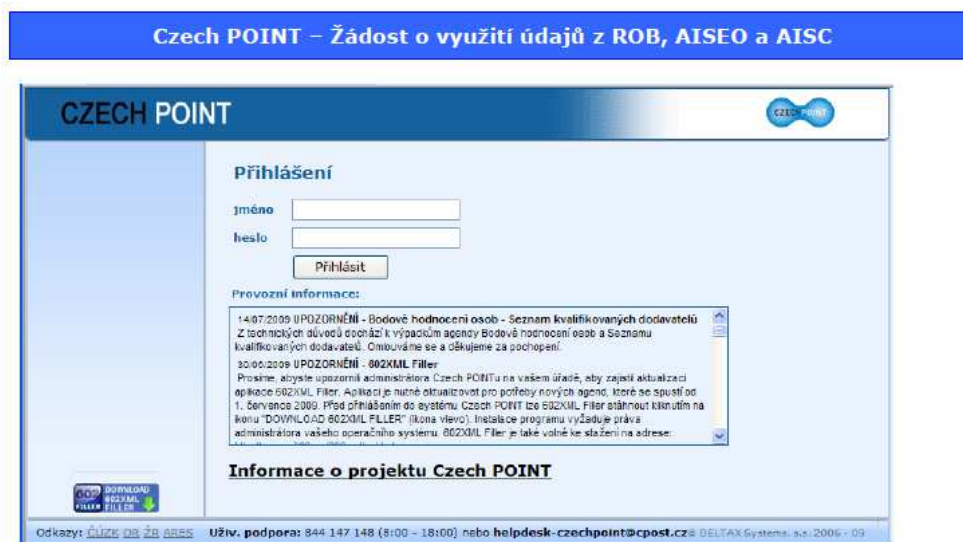 Czech POINT – Žádost o využití údajů z ROB, AISEO a AISC
CZECH POINT
CZECH POINT
Přihlášení
jméno
heslo
Přihlásit
Provozní informace:
14/07/2009 UPOZORNĚNÍ - Bodové hodnocení osob - Seznam kvalifikovaných dodavatelů
Z technických důvodů dochází k výpadkům agendy Bodové hodnocení osob a Seznamu
kvalifikovaných dodavatelů. Omlouváme se a děkujeme za pochopení.
30/06/2009 UPOZORNĚNÍ - 602XML Filler
Prosíme, abyste upozornili administrátora Czech POINTu na vašem úřadě, aby zajistil aktualizaci
aplikace 602XML Filler. Aplikaci je nutné aktualizovat pro potřeby nových agend, které se spustí od
1. července 2009. Před přihlášením do systému Czech POINT lze 602XML Filler stáhnout kliknutím na
ikonu "DOWNLOAD 602XML FILLER" (ikona vlevo). Instalace programu vyžaduje práva
administrátora vašeho operačního systému. 602XML Filler je také volně ke stažení na adrese:
Informace o projektu Czech POINT
602 FILLER DOWNLOAD 602XML FILLER
Odkazy: ČÚZK OR ŽR ARES Uživ. podpora: 844 147 148 (8:00 - 18:00) nebo helpdesk-czechpoint@cpost.cz © DELTAX Systems, a.s. 2006 - 09